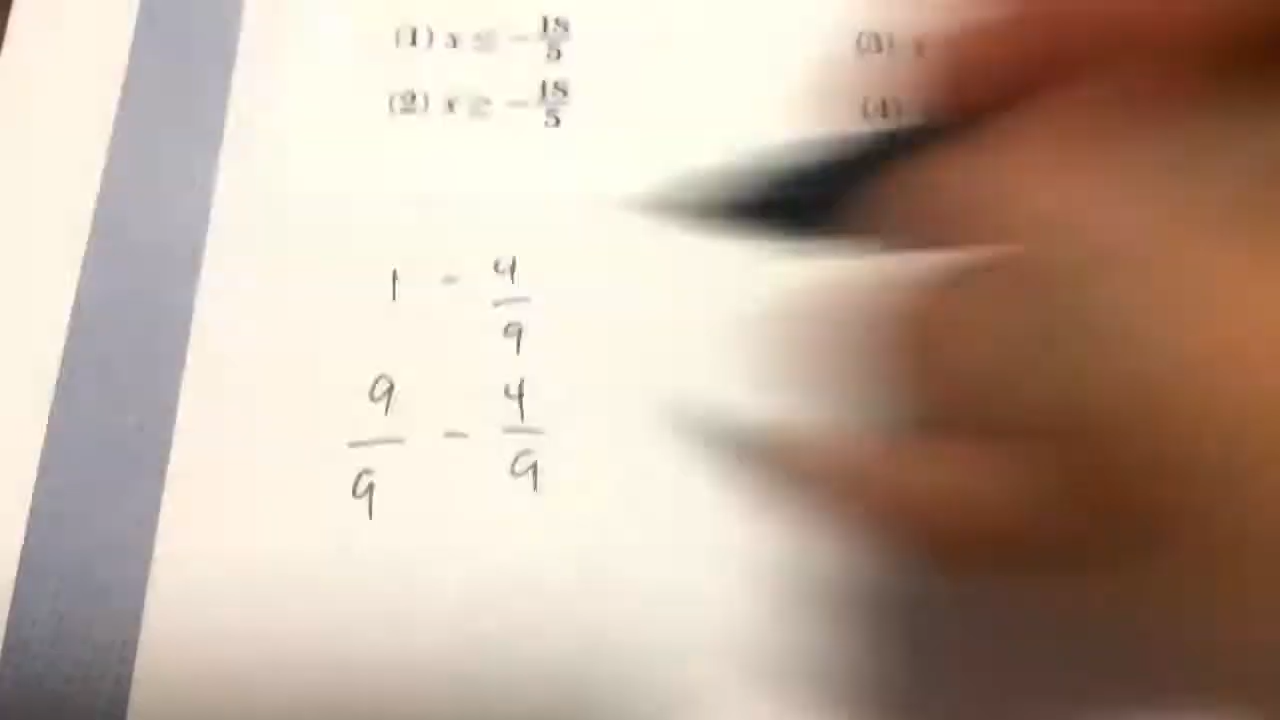 (1) x ≤ -18/5
(3)
(2) x ≥ -18/5
(4)
1 - 4/9
9/9 - 4/9